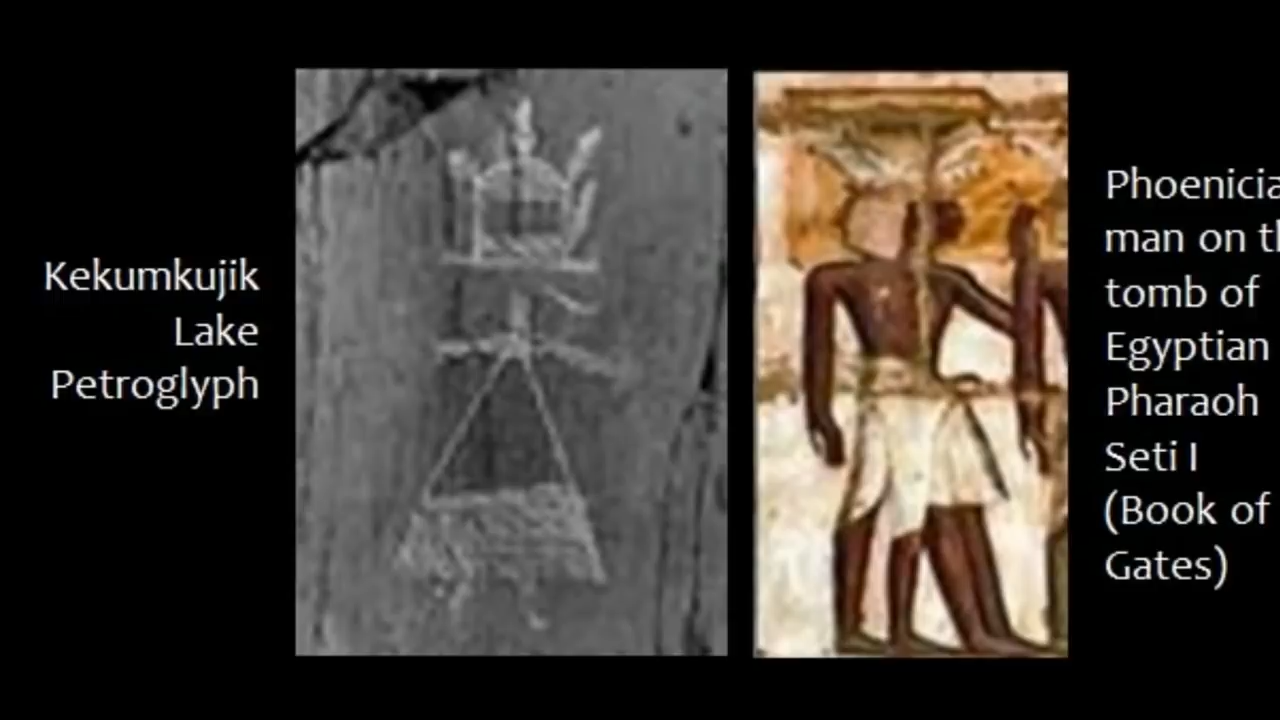 Kekumkujik
Lake
Petroglyph
Phoenicia
man on th
tomb of
Egyptian
Pharaoh
Seti I
(Book of
Gates)